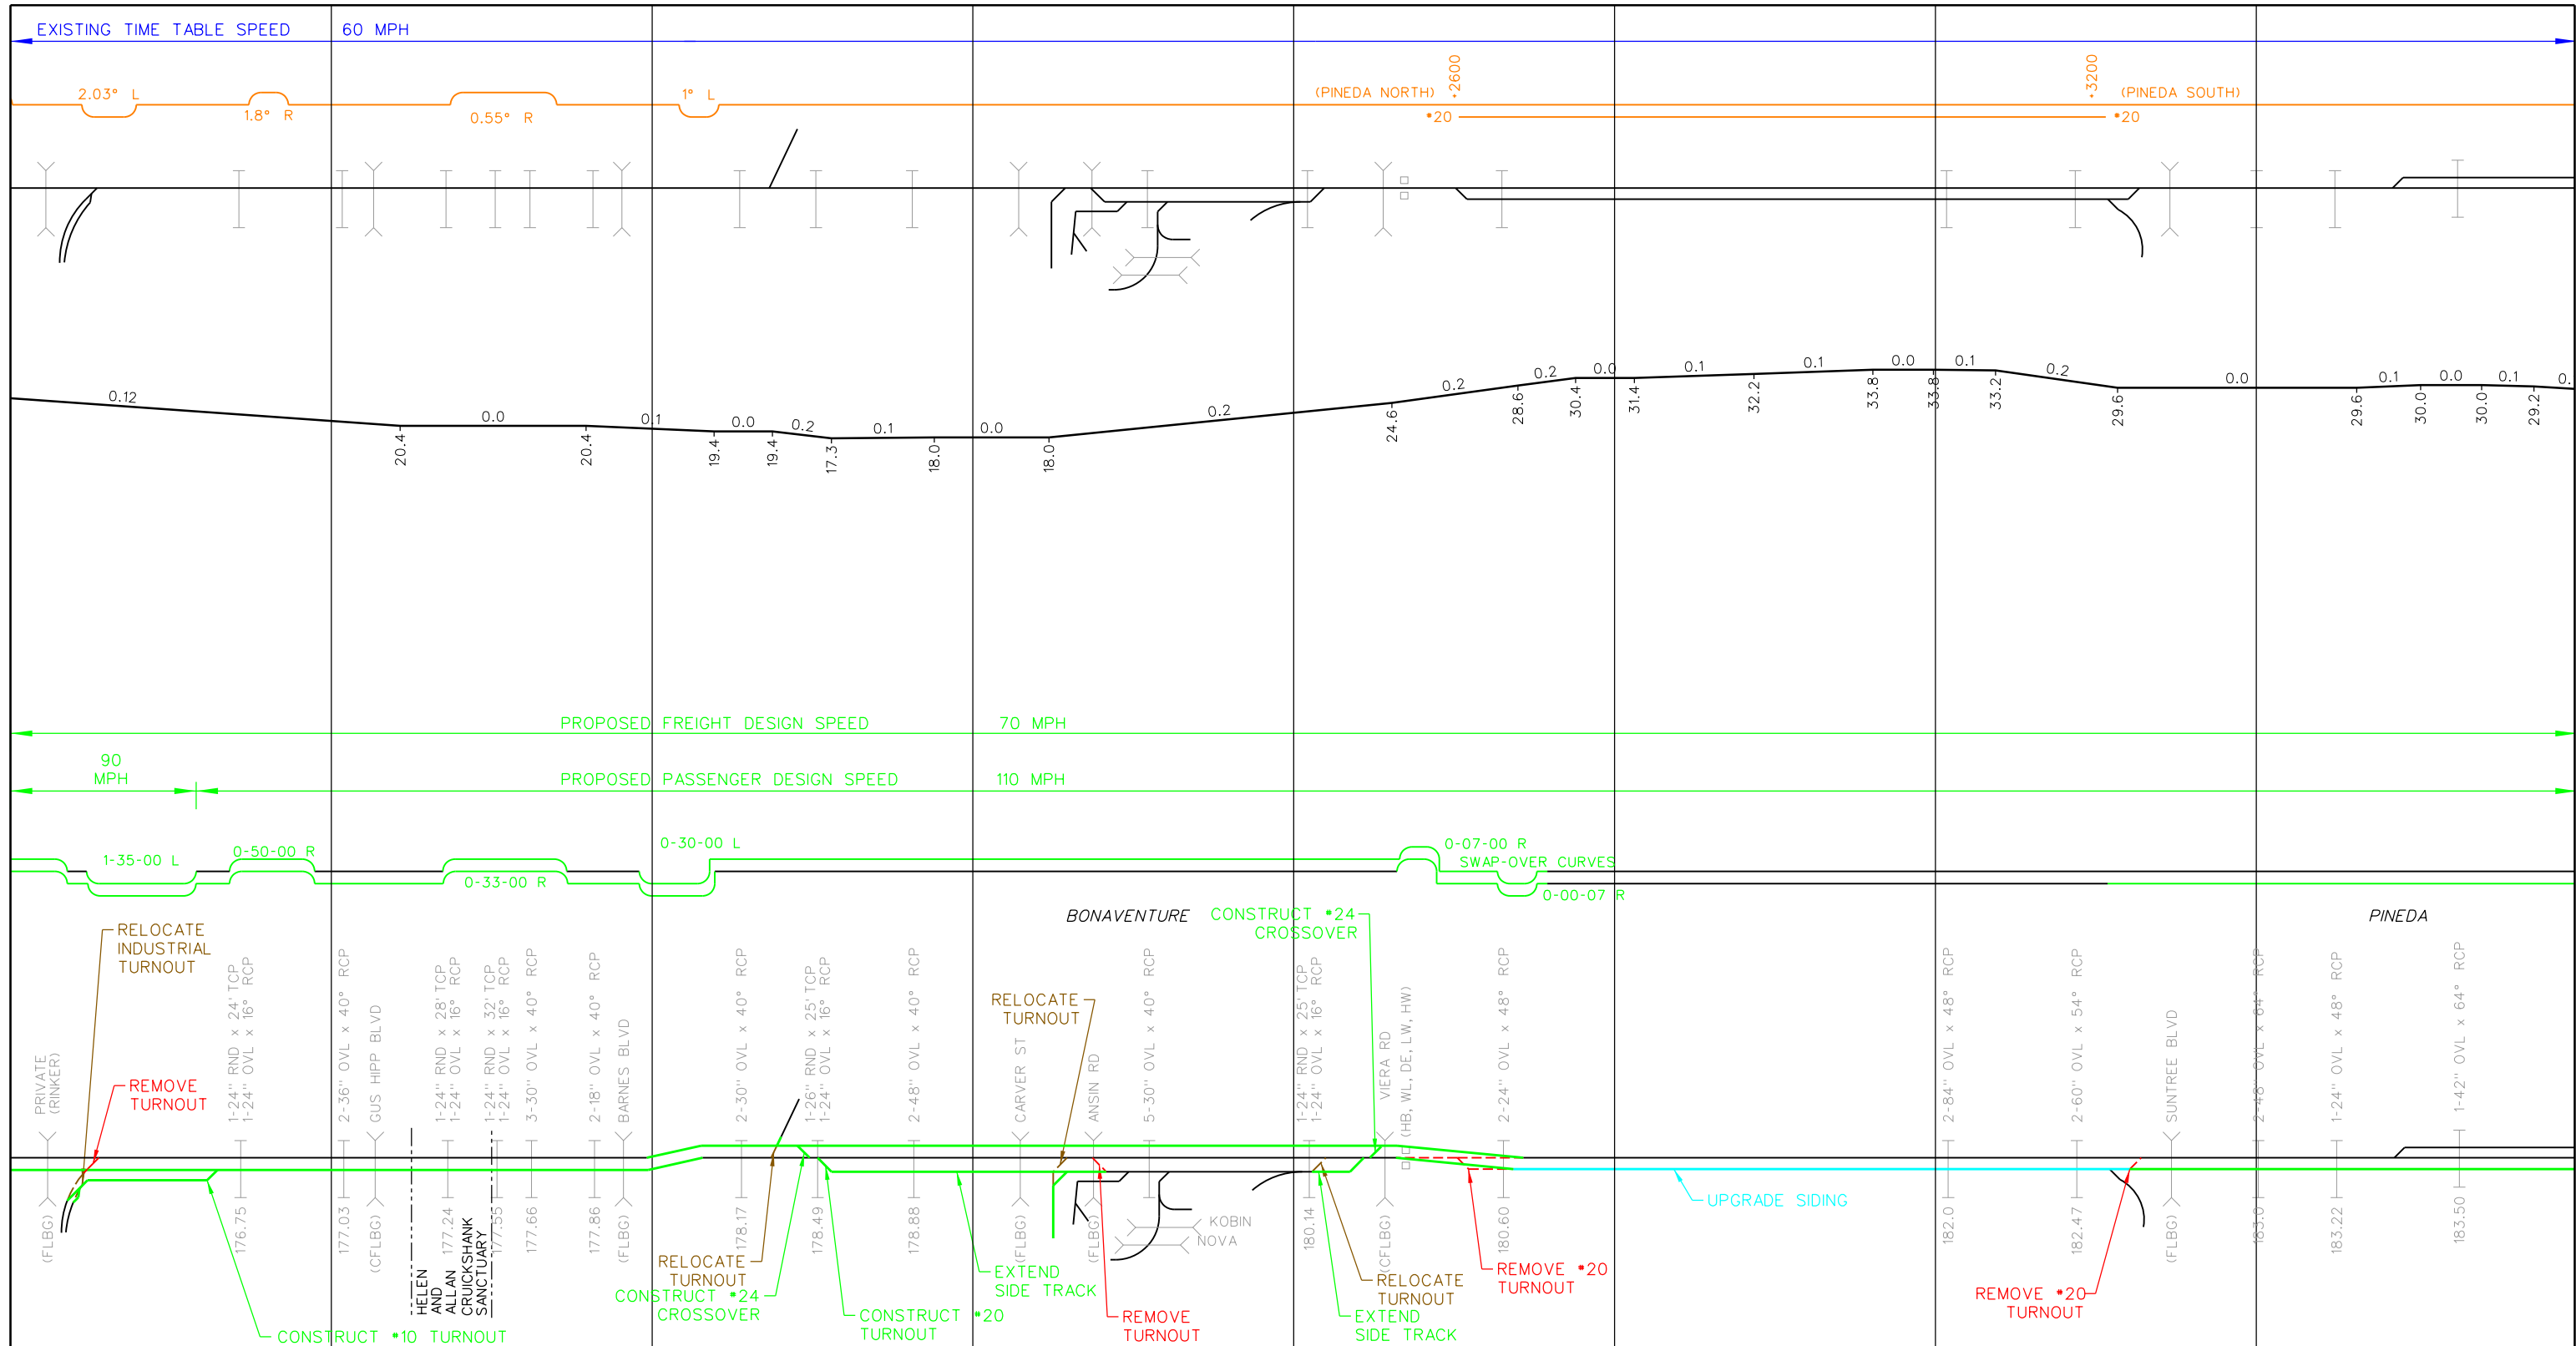 EXISTING TIME TABLE SPEED 60 MPH
2.03° L
1.8° R
0.55° R
1° L
(PINEDA NORTH)
+2600
+3200
(PINEDA SOUTH)
*20
*20
0.12
0.0
0.1
0.0
0.2
0.1
0.0
0.2
0.2
0.2
0.0
0.1
0.1
0.0
0.1
0.2
0.0
0.1
0.0
0.1
0.
20.4
20.4
19.4
19.4
17.3
18.0
18.0
24.6
28.6
30.4
31.4
32.2
33.8
33.8
33.2
29.6
29.6
30.0
30.0
29.2
PROPOSED FREIGHT DESIGN SPEED 70 MPH
90
MPH
PROPOSED PASSENGER DESIGN SPEED 110 MPH
1-35-00 L
0-50-00 R
0-33-00 R
0-30-00 L
0-07-00 R
SWAP-OVER CURVES
0-00-07 R
BONAVENTURE
PINEDA
CONSTRUCT *24
CROSSOVER
RELOCATE
INDUSTRIAL
TURNOUT
REMOVE
TURNOUT
RELOCATE
TURNOUT
PRIVATE
(RINKER)
(FLBG)
1-24'' RND x 24' TCP
1-24'' OVL x 16° RCP
176.75
2-36'' OVL x 40° RCP
177.03
GUS HIPP BLVD
(CFLBG)
HELEN
AND
ALLAN
CRUICKSHANK
SANCTUARY
1-24'' RND x 28' TCP
1-24'' OVL x 16° RCP
177.24
1-24'' RND x 32' TCP
1-24'' OVL x 16° RCP
177.55
3-30'' OVL x 40° RCP
177.66
2-18'' OVL x 40° RCP
177.86
BARNES BLVD
(FLBG)
2-30'' OVL x 40° RCP
178.17
1-26'' RND x 25' TCP
1-24'' OVL x 16° RCP
178.49
2-48'' OVL x 40° RCP
178.88
CARVER ST
(FLBG)
ANSIN RD
(FLBG)
5-30'' OVL x 40° RCP
KOBIN
NOVA
1-24'' RND x 25' TCP
1-24'' OVL x 16° RCP
180.14
VIERA RD
(CFLBG)
(HB, WL, DE, LW, HW)
2-24'' OVL x 48° RCP
180.60
2-84'' OVL x 48° RCP
182.0
2-60'' OVL x 54° RCP
182.47
SUNTREE BLVD
(FLBG)
2-48'' OVL x 64° RCP
183.0
1-24'' OVL x 48° RCP
183.22
1-42'' OVL x 64° RCP
183.50
UPGRADE SIDING
RELOCATE
TURNOUT
CONSTRUCT *24
CROSSOVER
CONSTRUCT *20
TURNOUT
EXTEND
SIDE TRACK
REMOVE
TURNOUT
RELOCATE
TURNOUT
EXTEND
SIDE TRACK
REMOVE *20
TURNOUT
REMOVE *20
TURNOUT
CONSTRUCT *10 TURNOUT